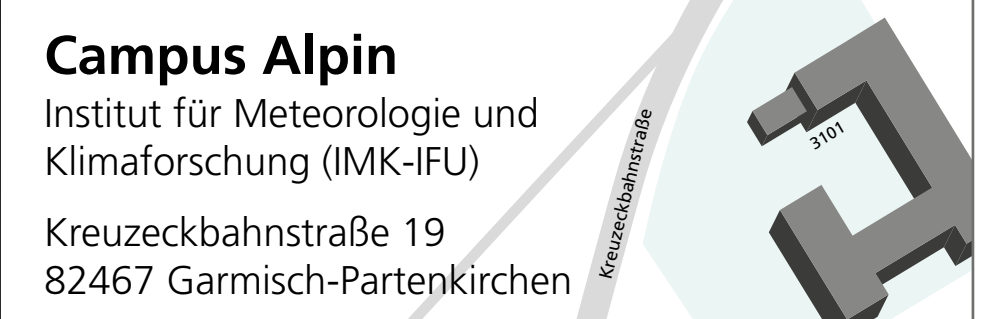 Campus Alpin
Institut für Meteorologie und
Klimaforschung (IMK-IFU)
Kreuzeckbahnstraße 19
82467 Garmisch-Partenkirchen
Kreuzeckbahnstraße
3101